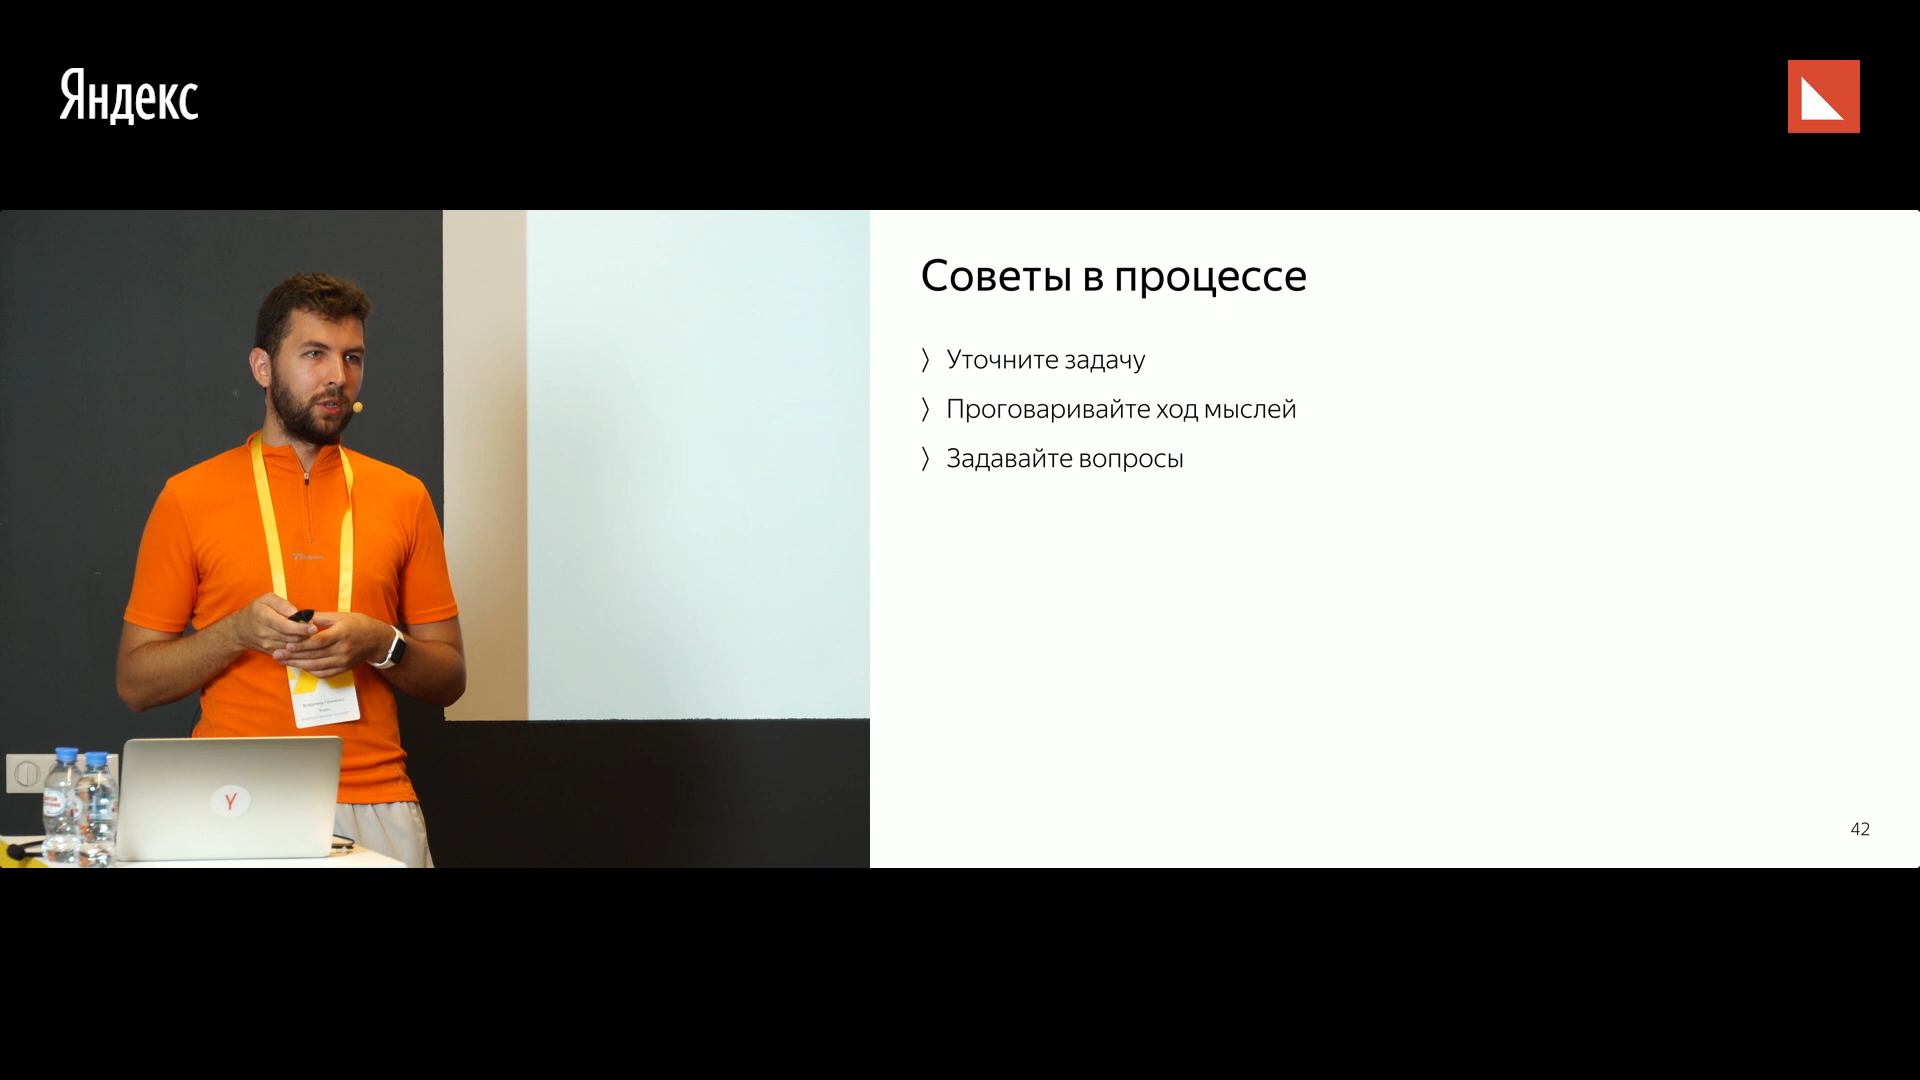 Яндекс
Советы в процессе
〉 Уточните задачу
〉 Проговаривайте ход мыслей
〉 Задавайте вопросы
Y
42